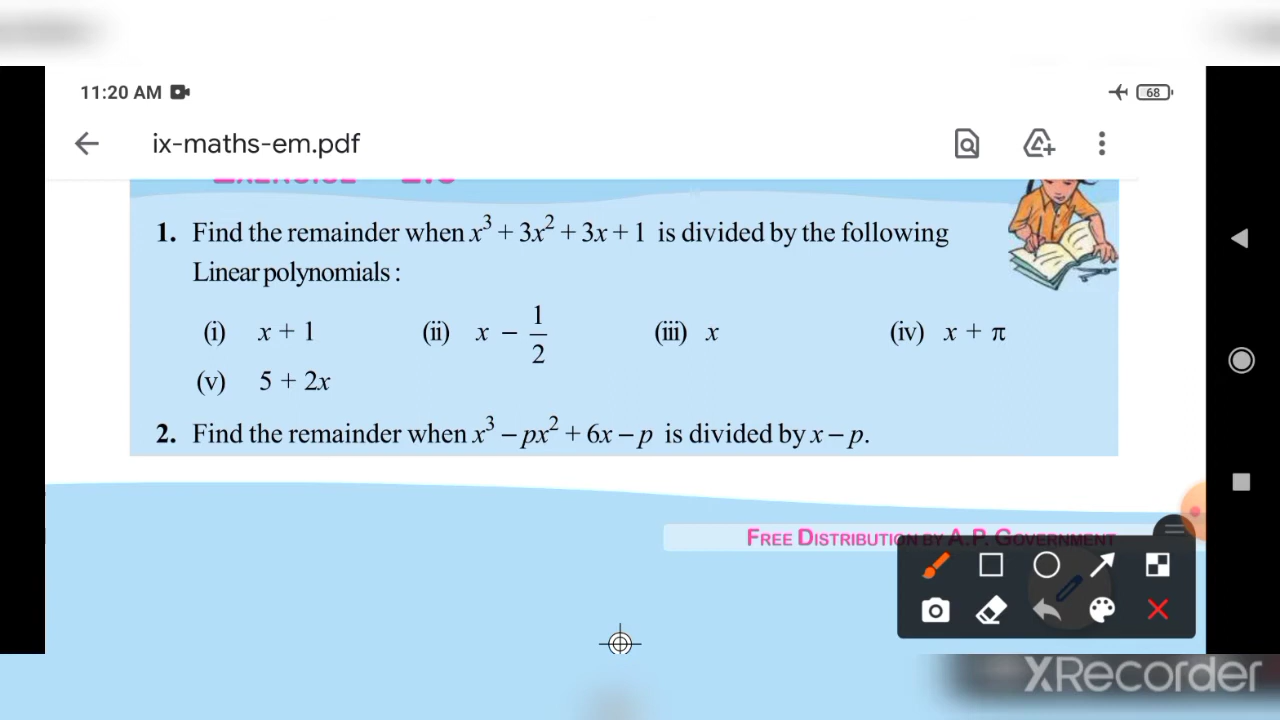 11:20 AM
68
ix-maths-em.pdf
1. Find the remainder when x³ + 3x² + 3x + 1 is divided by the following
Linear polynomials :
(i) x + 1 (ii) x − 1/2 (iii) x (iv) x + π
(v) 5 + 2x
2. Find the remainder when x³ − px² + 6x − p is divided by x − p.
FREE DISTRIBUTION BY A.P. GOVERNMENT
XRecorder